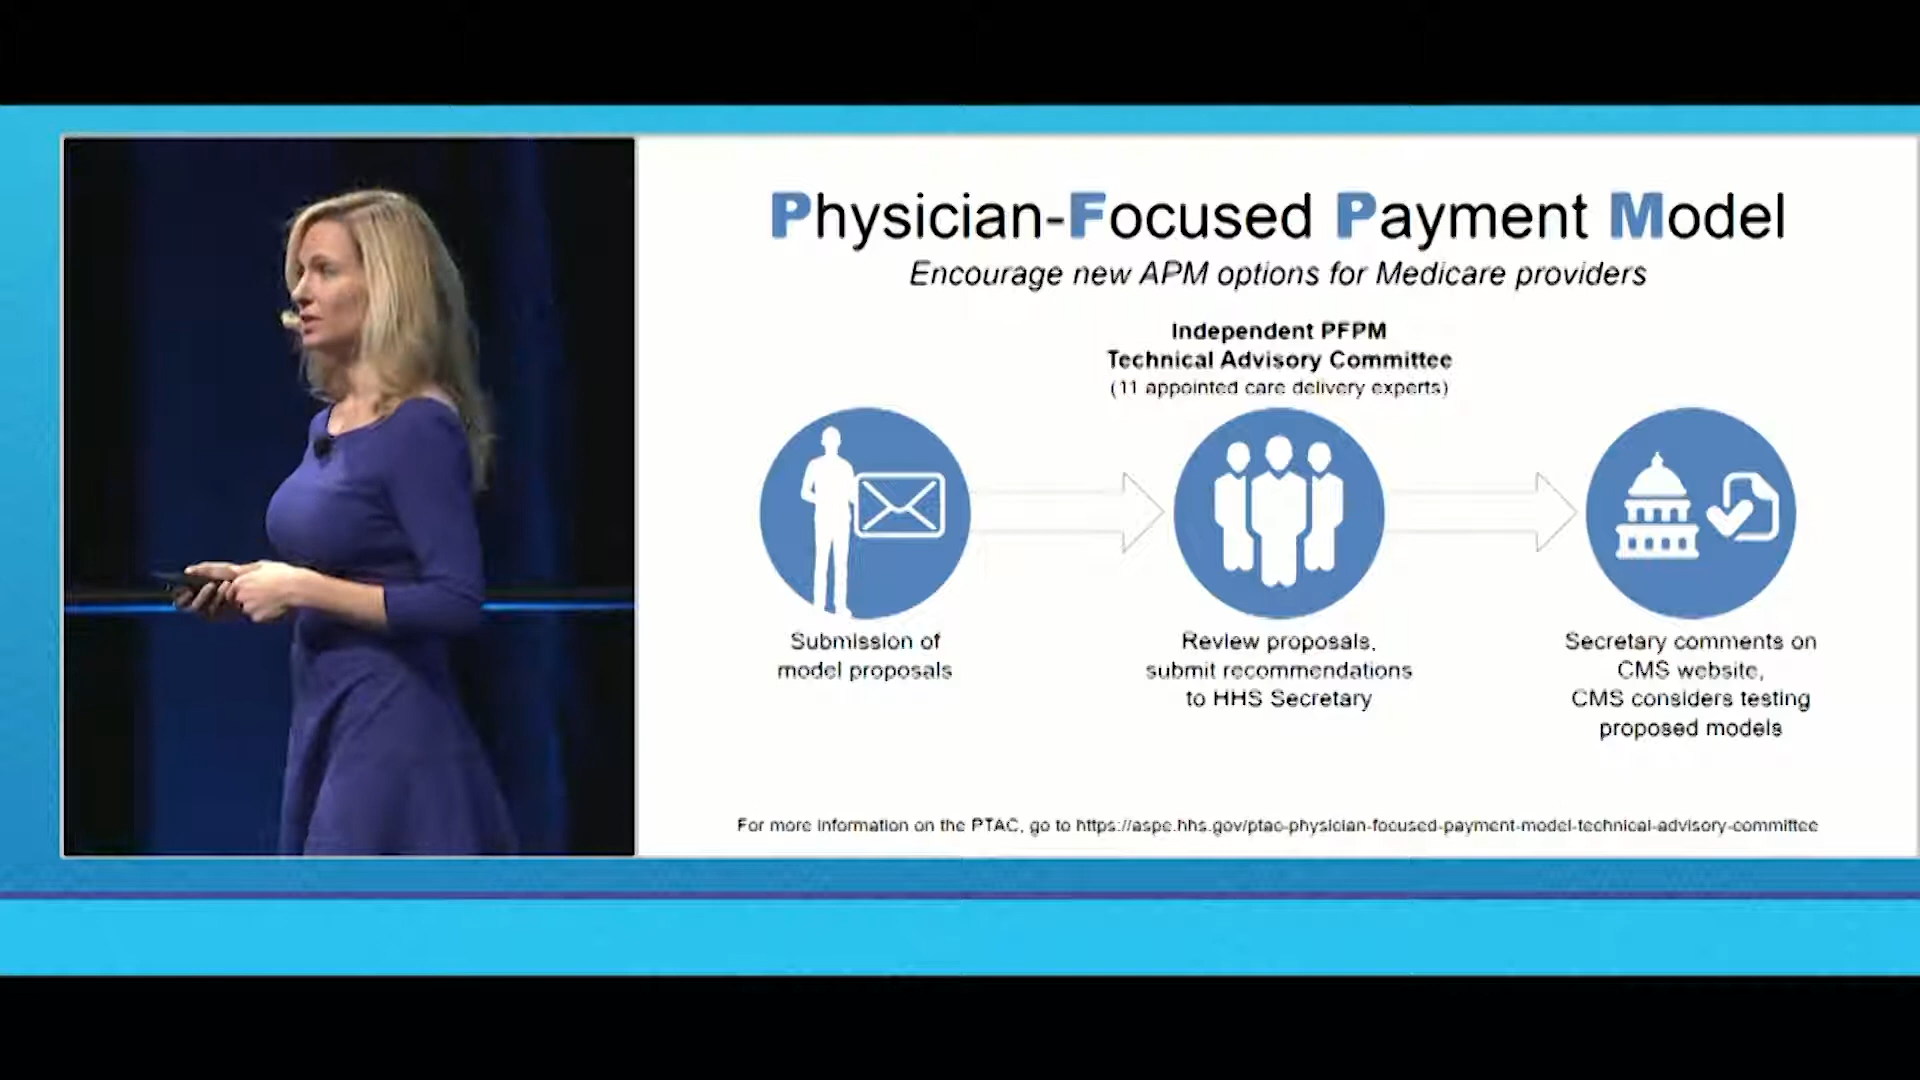 Physician-Focused Payment Model
Encourage new APM options for Medicare providers
Independent PFPM
Technical Advisory Committee
(11 appointed care delivery experts)
Submission of
model proposals
Review proposals,
submit recommendations
to HHS Secretary
Secretary comments on
CMS website,
CMS considers testing
proposed models
For more information on the PTAC, go to https://aspe.hhs.gov/ptac-physician-focused-payment-model-technical-advisory-committee